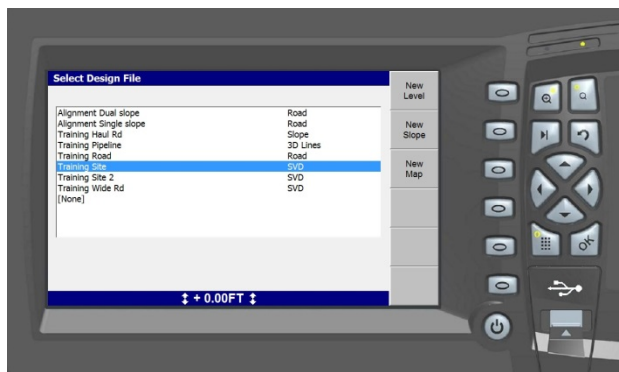 Select Design File
Alignment Dual slope Road
Alignment Single slope Road
Training Haul Rd Slope
Training Pipeline 3D Lines
Training Road Road
Training Site SVD
Training Site 2 SVD
Training Wide Rd SVD
[None]
+ 0.00FT
New
Level
New
Slope
New
Map
OK